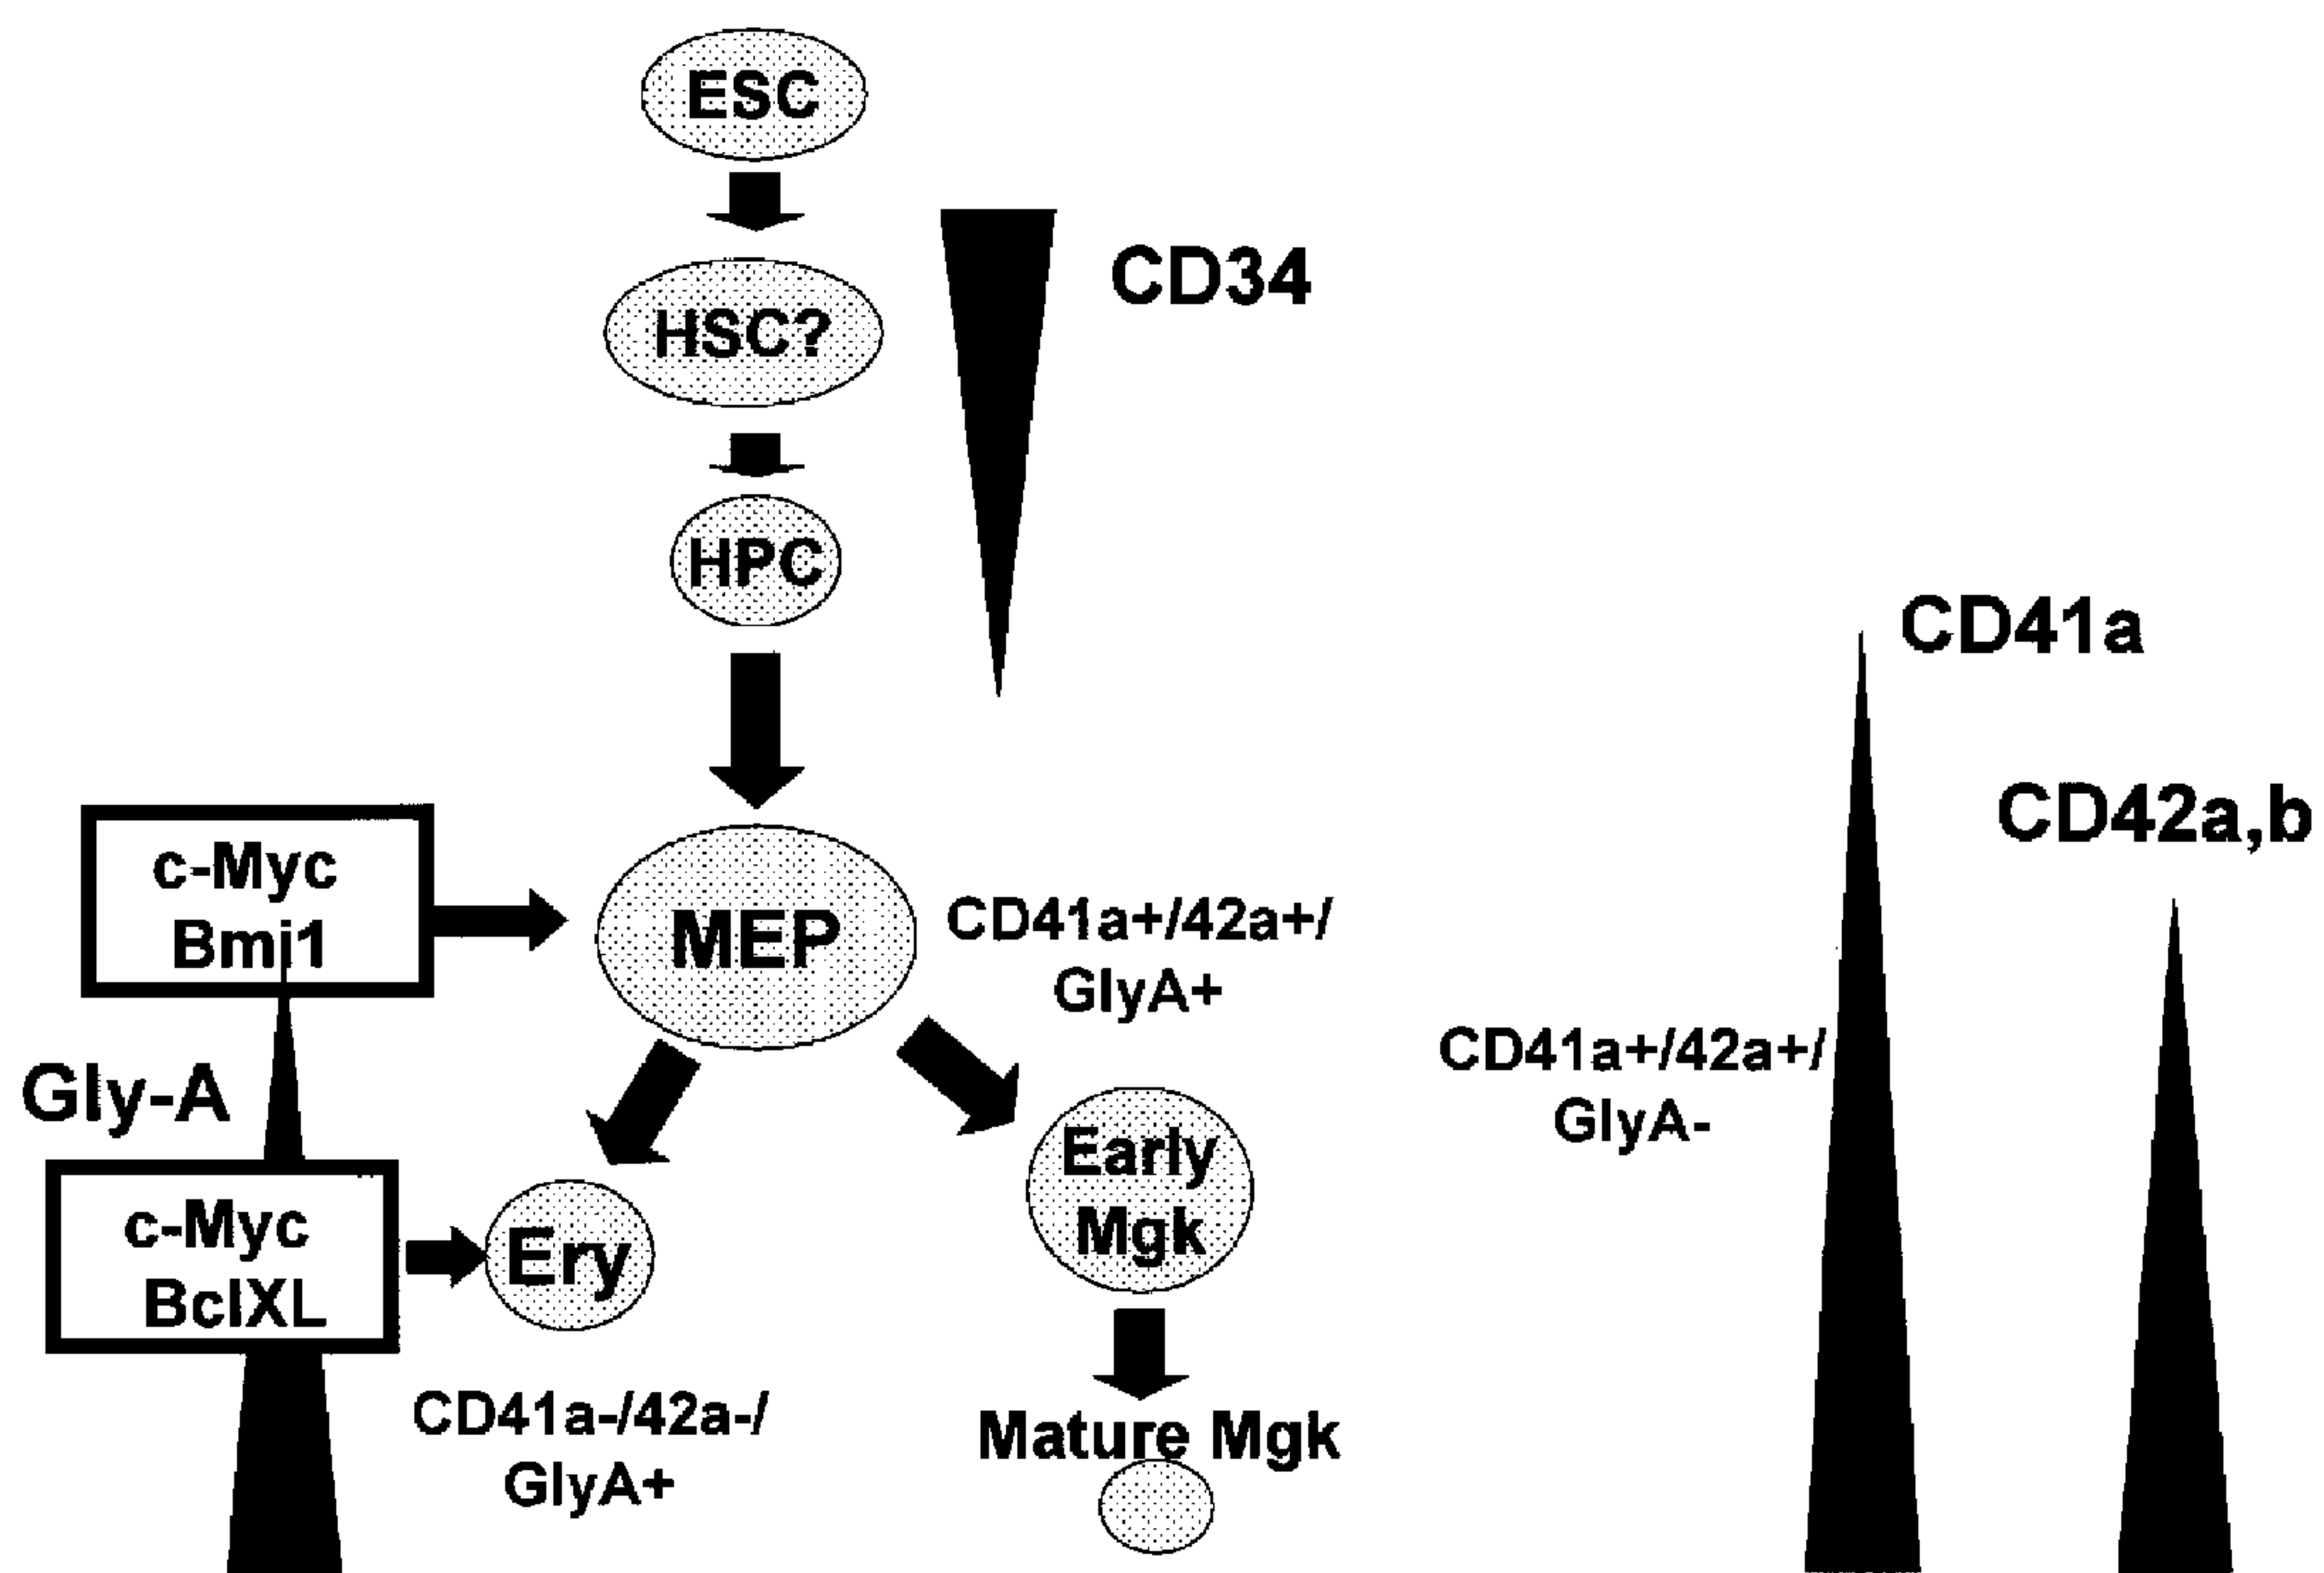 ESC
CD34
HSC?
HPC
CD41a
CD42a,b
c-Myc
Bmi1
MEP
CD41a+/42a+/
GlyA+
CD41a+/42a+/
GlyA-
Gly-A
Early
Mgk
c-Myc
BclXL
Ery
CD41a-/42a-/
GlyA+
Mature Mgk